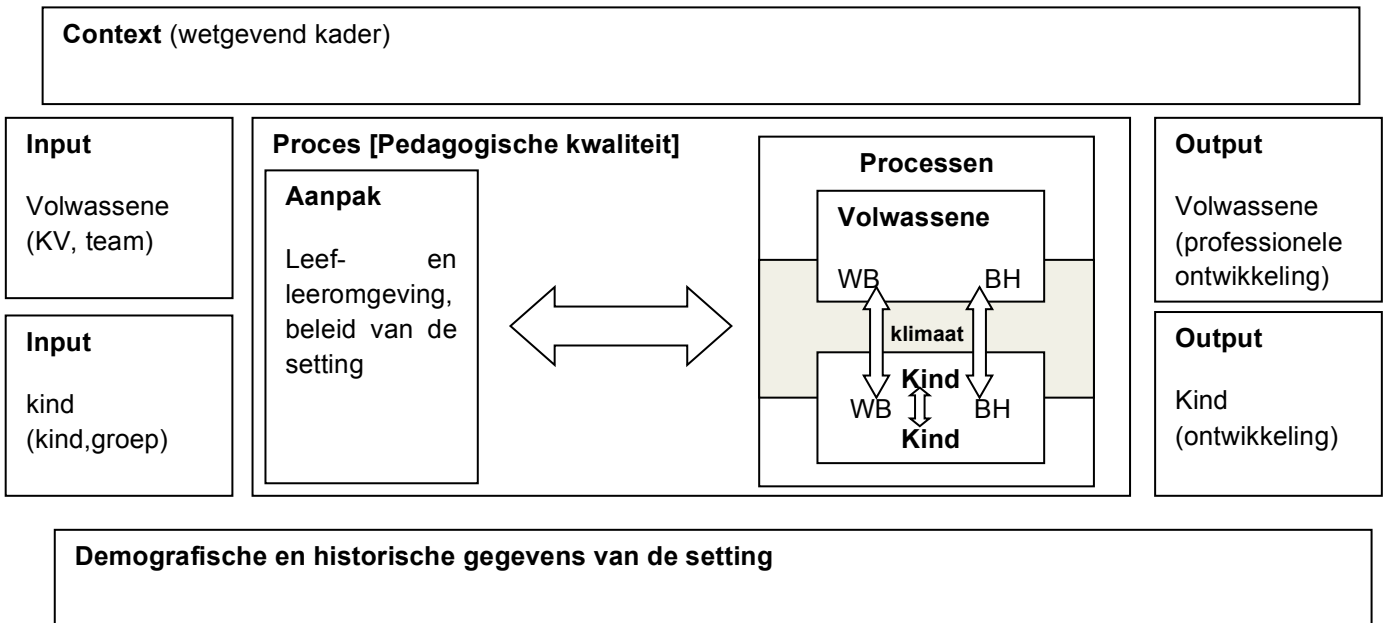 Context (wetgevend kader)
Input
Volwassene
(KV, team)
Input
kind
(kind,groep)
Proces [Pedagogische kwaliteit]
Aanpak
Leef- en
leeromgeving,
beleid van de
setting
Processen
Volwassene
WB BH
klimaat
Kind
WB BH
Kind
Output
Volwassene
(professionele
ontwikkeling)
Output
Kind
(ontwikkeling)
Demografische en historische gegevens van de setting